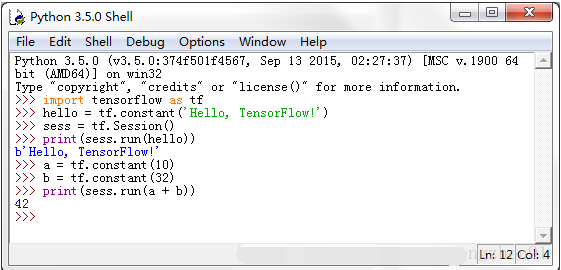 Python 3.5.0 Shell
File Edit Shell Debug Options Window Help
Python 3.5.0 (v3.5.0:374f501f4567, Sep 13 2015, 02:27:37) [MSC v.1900 64
bit (AMD64)] on win32
Type "copyright", "credits" or "license()" for more information.
>>> import tensorflow as tf
>>> hello = tf.constant('Hello, TensorFlow!')
>>> sess = tf.Session()
>>> print(sess.run(hello))
b'Hello, TensorFlow!'
>>> a = tf.constant(10)
>>> b = tf.constant(32)
>>> print(sess.run(a + b))
42
>>>
Ln: 12 Col: 4